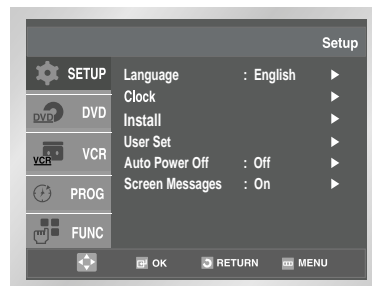 Setup
SETUP
Language : English ►
Clock ►
DVD DVD
Install ►
User Set ►
VCR VCR
Auto Power Off : Off ►
Screen Messages : On ►
PROG
FUNC
OK RETURN MENU